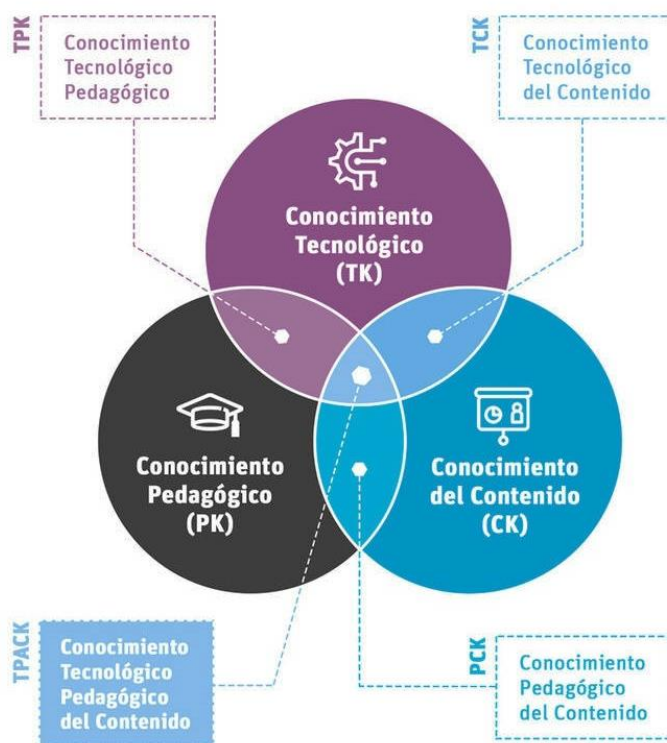 TPK
Conocimiento
Tecnológico
Pedagógico
TCK
Conocimiento
Tecnológico
del Contenido
Conocimiento
Tecnológico
(TK)
Conocimiento
Pedagógico
(PK)
Conocimiento
del Contenido
(CK)
TPACK
Conocimiento
Tecnológico
Pedagógico
del Contenido
PCK
Conocimiento
Pedagógico
del Contenido